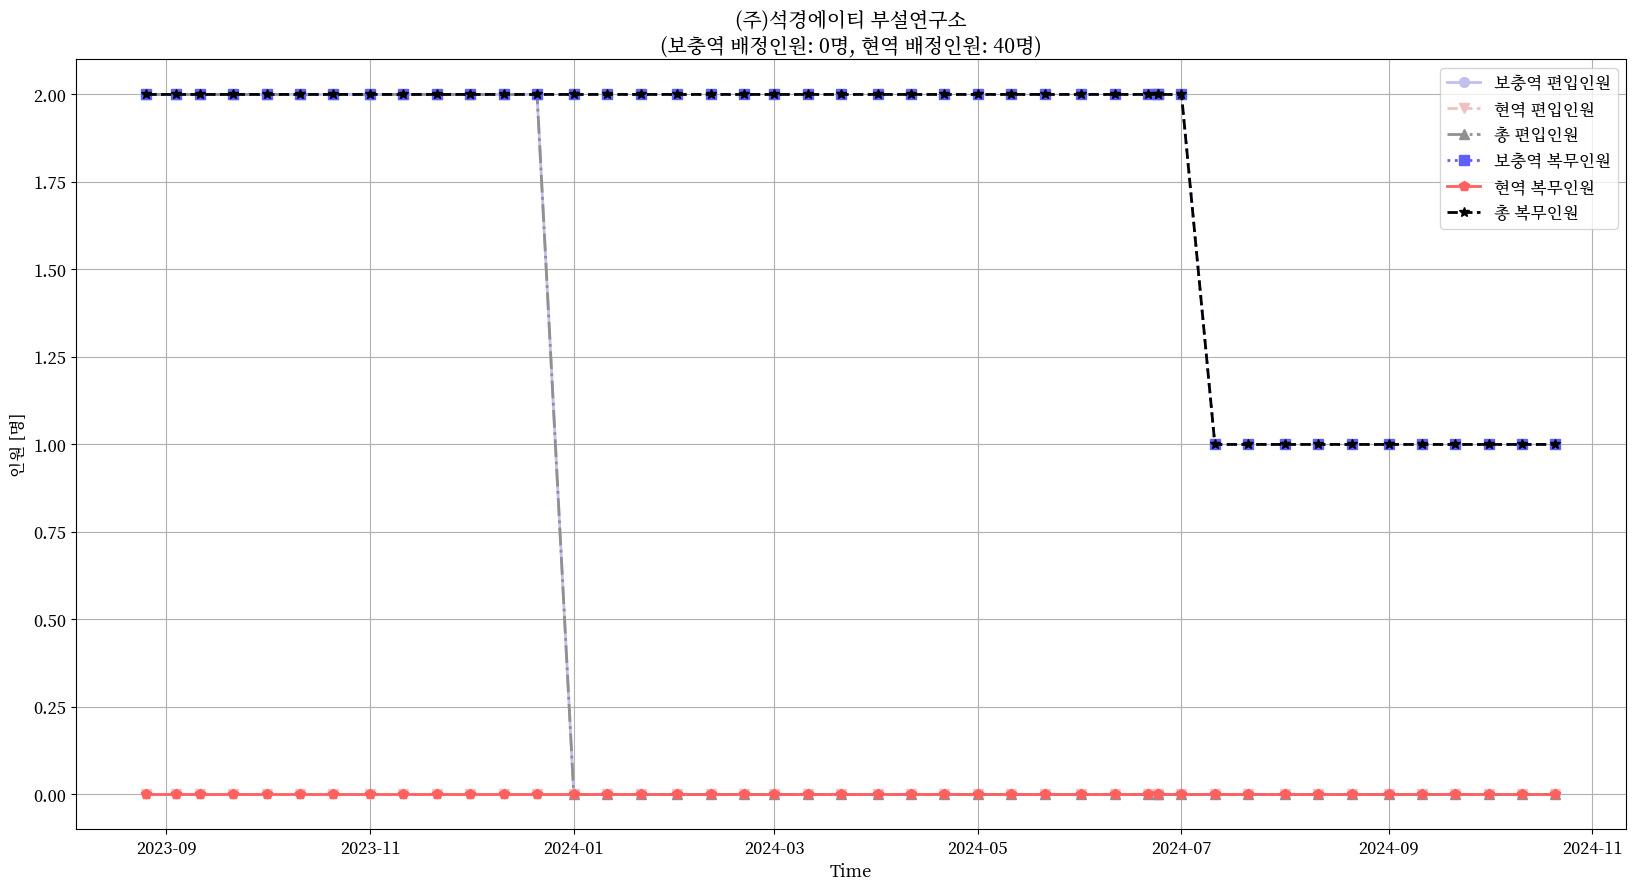 (주)석경에이티 부설연구소
(보충역 배정인원: 0명, 현역 배정인원: 40명)
보충역 편입인원
현역 편입인원
총 편입인원
보충역 복무인원
현역 복무인원
총 복무인원
인원 [명]
2.00
1.75
1.50
1.25
1.00
0.75
0.50
0.25
0.00
2023-09
2023-11
2024-01
2024-03
2024-05
2024-07
2024-09
2024-11
Time